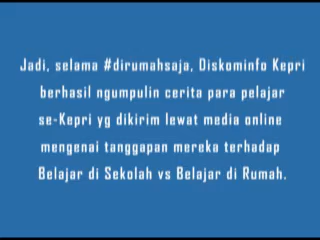 Jadi, selama #dirumahsaja, Diskominfo Kepri
berhasil ngumpulin cerita para pelajar
se-Kepri yg dikirim lewat media online
mengenai tanggapan mereka terhadap
Belajar di Sekolah vs Belajar di Rumah.